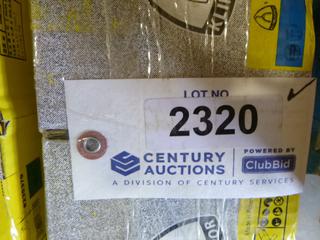 LOT NO
2320
CENTURY
AUCTIONS
POWERED BY
ClubBid
A DIVISION OF CENTURY SERVICES